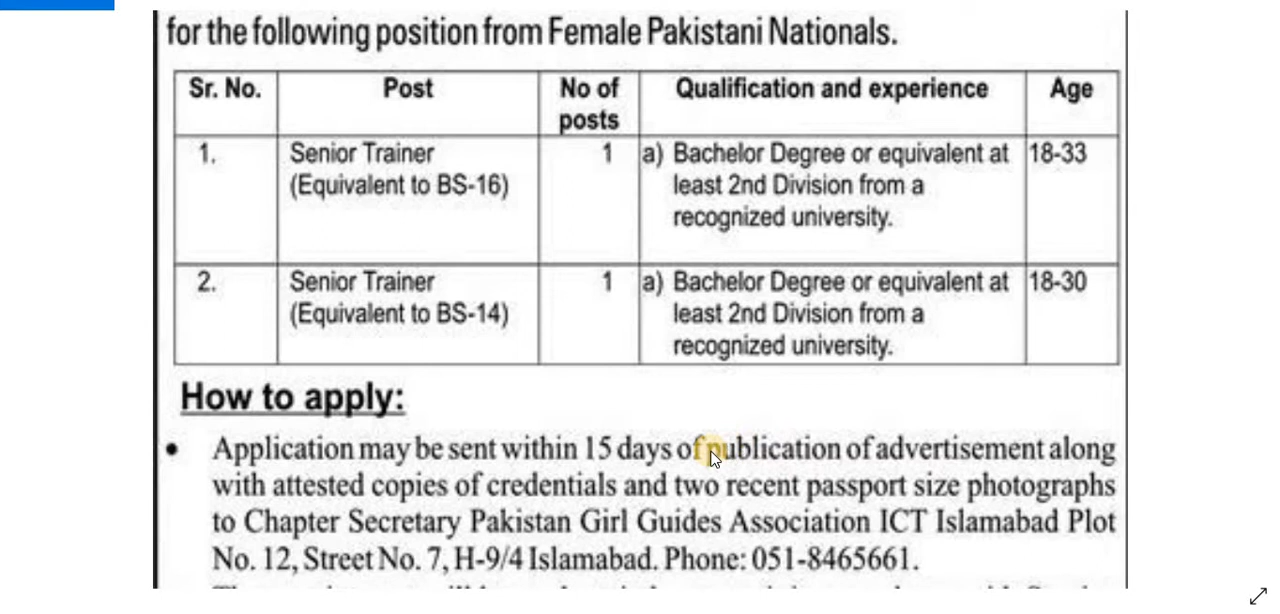 for the following position from Female Pakistani Nationals.
Sr. No. Post No of posts Qualification and experience Age
1. Senior Trainer 1 a) Bachelor Degree or equivalent at 18-33
(Equivalent to BS-16) least 2nd Division from a
recognized university.
2. Senior Trainer 1 a) Bachelor Degree or equivalent at 18-30
(Equivalent to BS-14) least 2nd Division from a
recognized university.
How to apply:
• Application may be sent within 15 days of publication of advertisement along
with attested copies of credentials and two recent passport size photographs
to Chapter Secretary Pakistan Girl Guides Association ICT Islamabad Plot
No. 12, Street No. 7, H-9/4 Islamabad. Phone: 051-8465661.